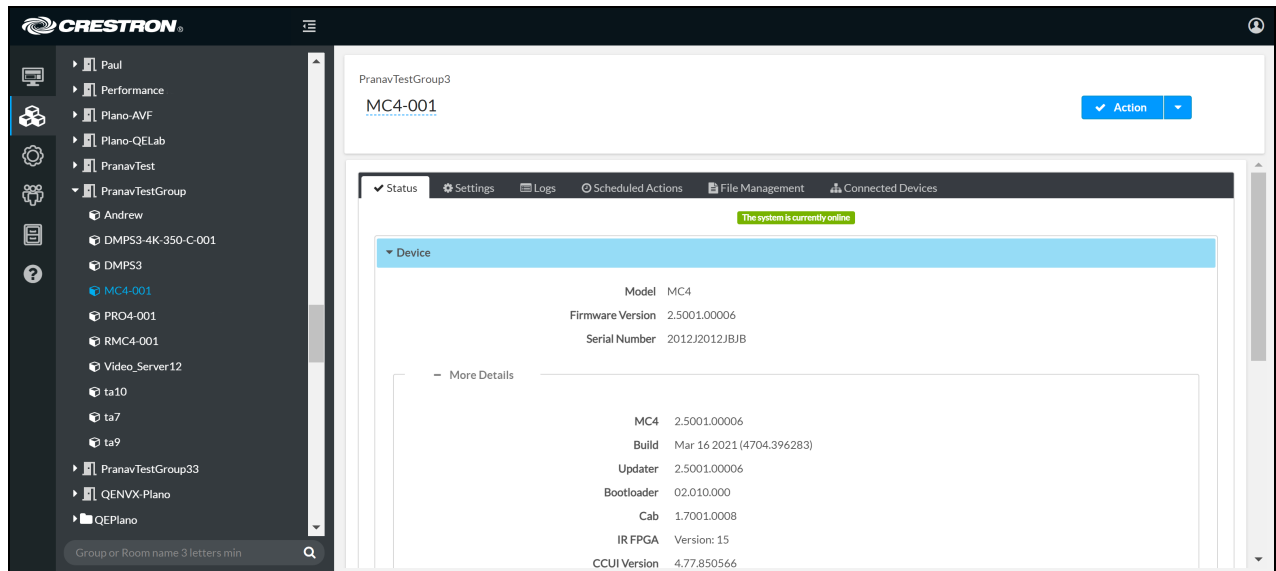 CRESTRON®
Paul
Performance
Plano-AVF
Plano-QELab
PranavTest
PranavTestGroup
Andrew
DMPS3-4K-350-C-001
DMPS3
MC4-001
PRO4-001
RMC4-001
Video_Server12
ta10
ta7
ta9
PranavTestGroup33
QENVX-Plano
QEPlano
Group or Room name 3 letters min
PranavTestGroup3
MC4-001
Action
Status Settings Logs Scheduled Actions File Management Connected Devices
The system is currently online
Device
Model MC4
Firmware Version 2.5001.00006
Serial Number 2012J2012JBJB
− More Details
MC4 2.5001.00006
Build Mar 16 2021 (4704.396283)
Updater 2.5001.00006
Bootloader 02.010.000
Cab 1.7001.0008
IR FPGA Version: 15
CCUI Version 4.77.850566